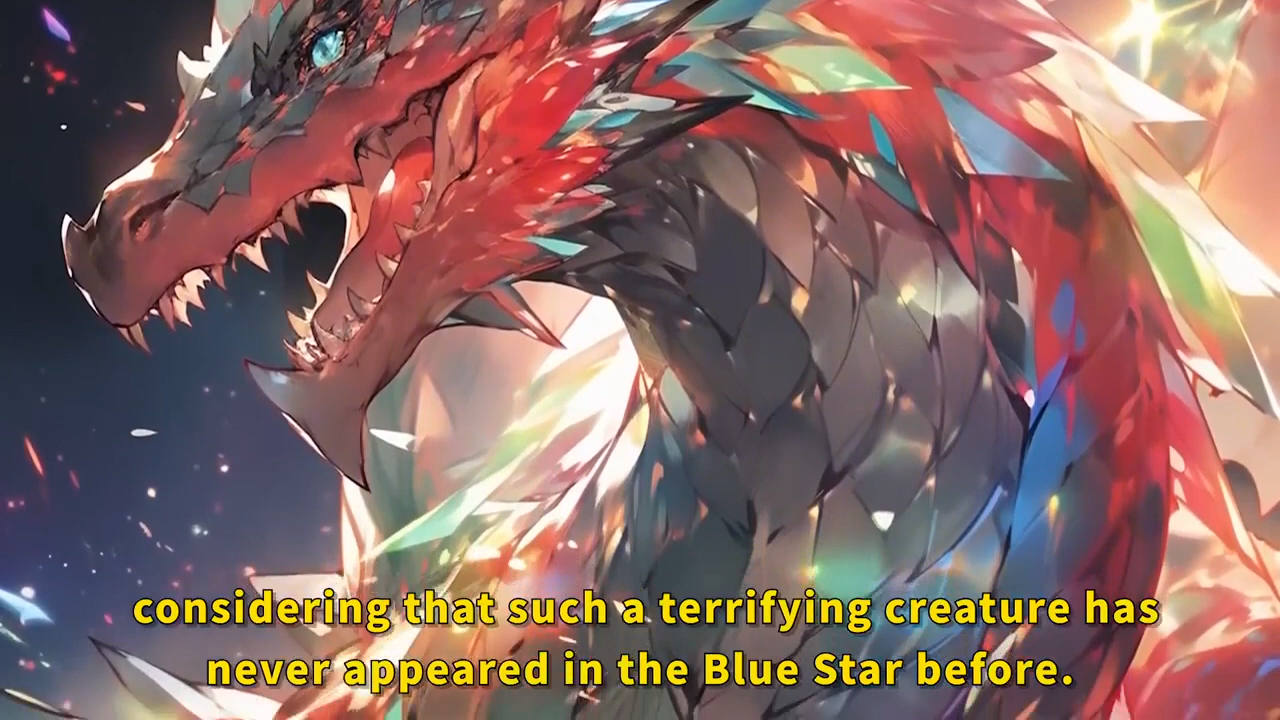 considering that such a terrifying creature has
never appeared in the Blue Star before.